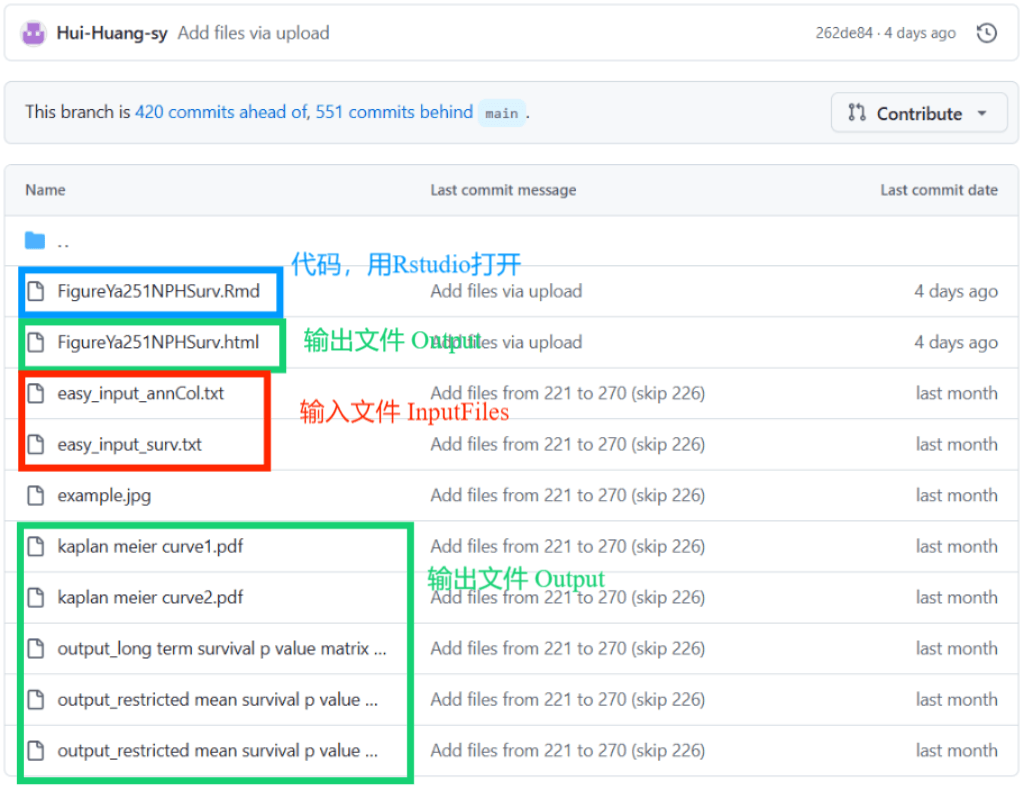 Hui-Huang-sy Add files via upload 262de84 · 4 days ago
This branch is 420 commits ahead of, 551 commits behind main . Contribute
Name Last commit message Last commit date
..
代码，用Rstudio打开
FigureYa251NPHSurv.Rmd Add files via upload 4 days ago
FigureYa251NPHSurv.html 输出文件 Output Add files via upload 4 days ago
easy_input_annCol.txt Add files from 221 to 270 (skip 226) last month
输入文件 InputFiles
easy_input_surv.txt Add files from 221 to 270 (skip 226) last month
example.jpg Add files from 221 to 270 (skip 226) last month
kaplan meier curve1.pdf Add files from 221 to 270 (skip 226) last month
输出文件 Output
kaplan meier curve2.pdf Add files from 221 to 270 (skip 226) last month
output_long term survival p value matrix ... Add files from 221 to 270 (skip 226) last month
output_restricted mean survival p value ... Add files from 221 to 270 (skip 226) last month
output_restricted mean survival p value ... Add files from 221 to 270 (skip 226) last month